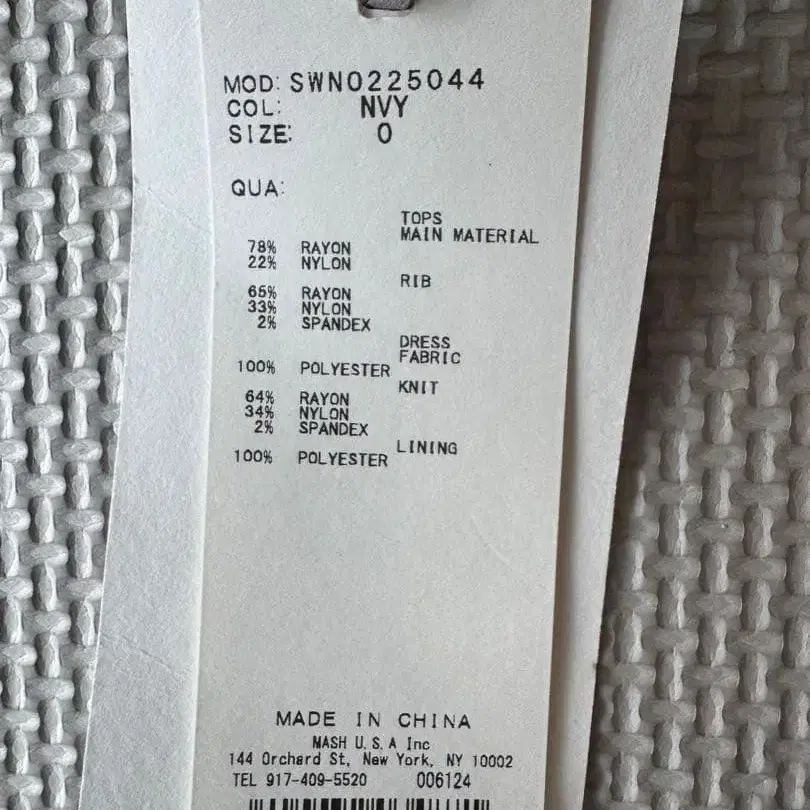 MOD: SWNO225044
COL: NVY
SIZE: 0
QUA:
TOPS
MAIN MATERIAL
78% RAYON
22% NYLON
RIB
65% RAYON
33% NYLON
2% SPANDEX
DRESS
FABRIC
100% POLYESTER
KNIT
64% RAYON
34% NYLON
2% SPANDEX
LINING
100% POLYESTER
MADE IN CHINA
MASH U.S.A Inc
144 Orchard St, New York, NY 10002
TEL 917-409-5520 006124